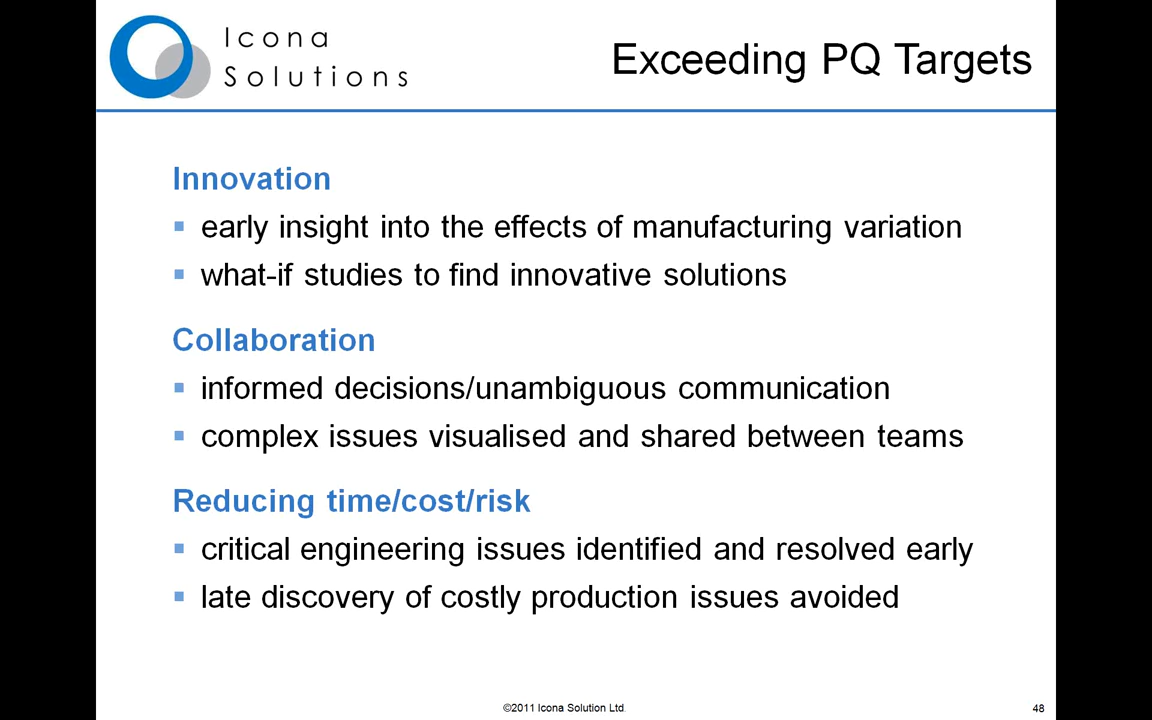 Icona
Solutions
Exceeding PQ Targets
Innovation
▪ early insight into the effects of manufacturing variation
▪ what-if studies to find innovative solutions
Collaboration
▪ informed decisions/unambiguous communication
▪ complex issues visualised and shared between teams
Reducing time/cost/risk
▪ critical engineering issues identified and resolved early
▪ late discovery of costly production issues avoided
©2011 Icona Solution Ltd.
48